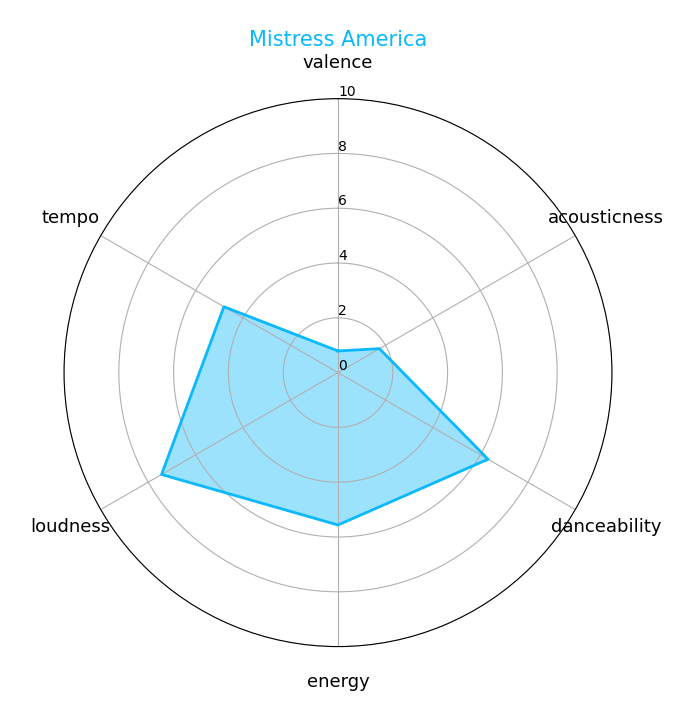 Mistress America
valence
10
8
6
4
2
0
tempo
acousticness
loudness
danceability
energy